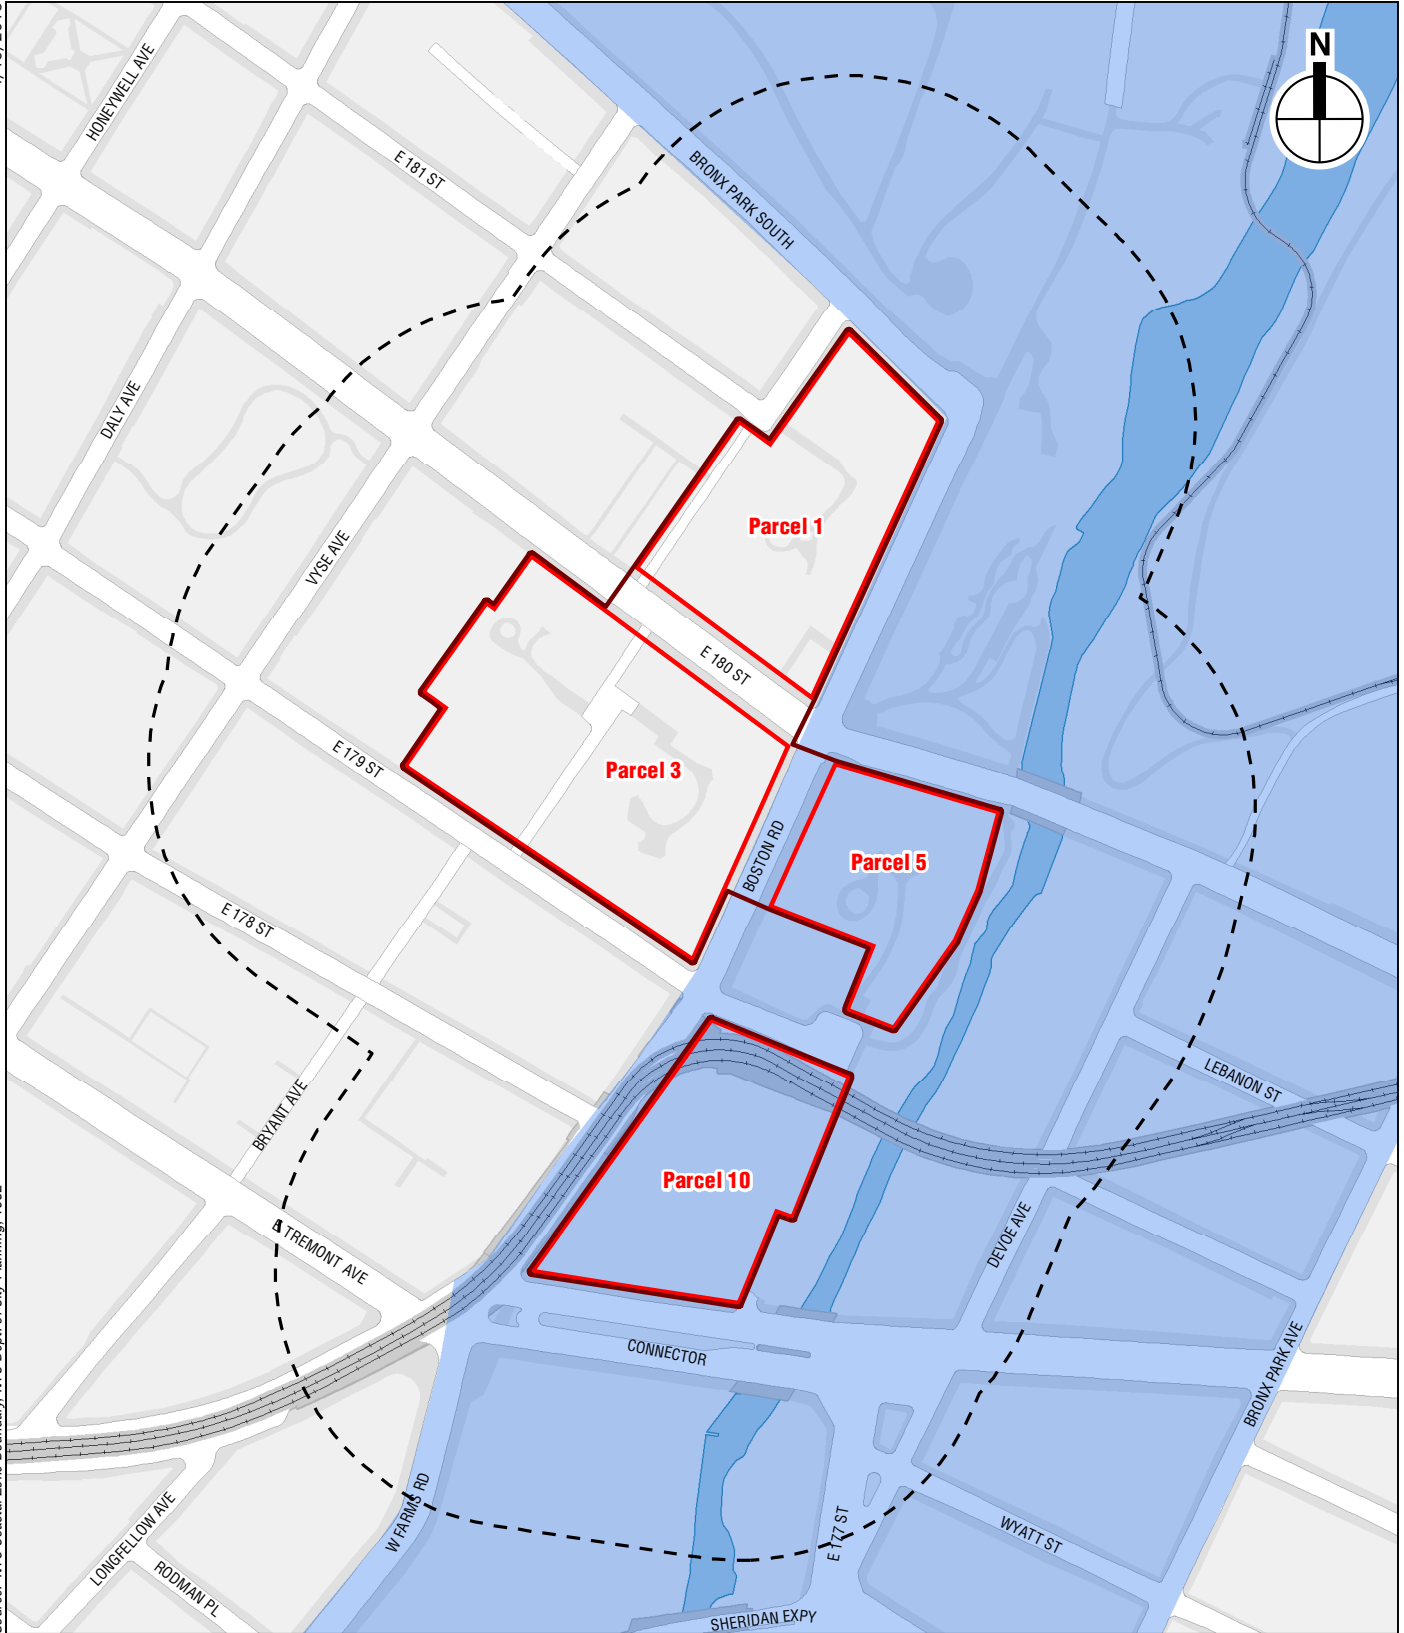 N
HONEYWELL AVE
E 181 ST
BRONX PARK SOUTH
DALY AVE
VYSE AVE
Parcel 1
E 180 ST
E 179 ST
Parcel 3
BOSTON RD
Parcel 5
E 178 ST
LEBANON ST
BRYANT AVE
Parcel 10
E TREMONT AVE
DEVOE AVE
CONNECTOR
BRONX PARK AVE
W FARMS RD
LONGFELLOW AVE
RODMAN PL
E 177 ST
WYATT ST
SHERIDAN EXPY